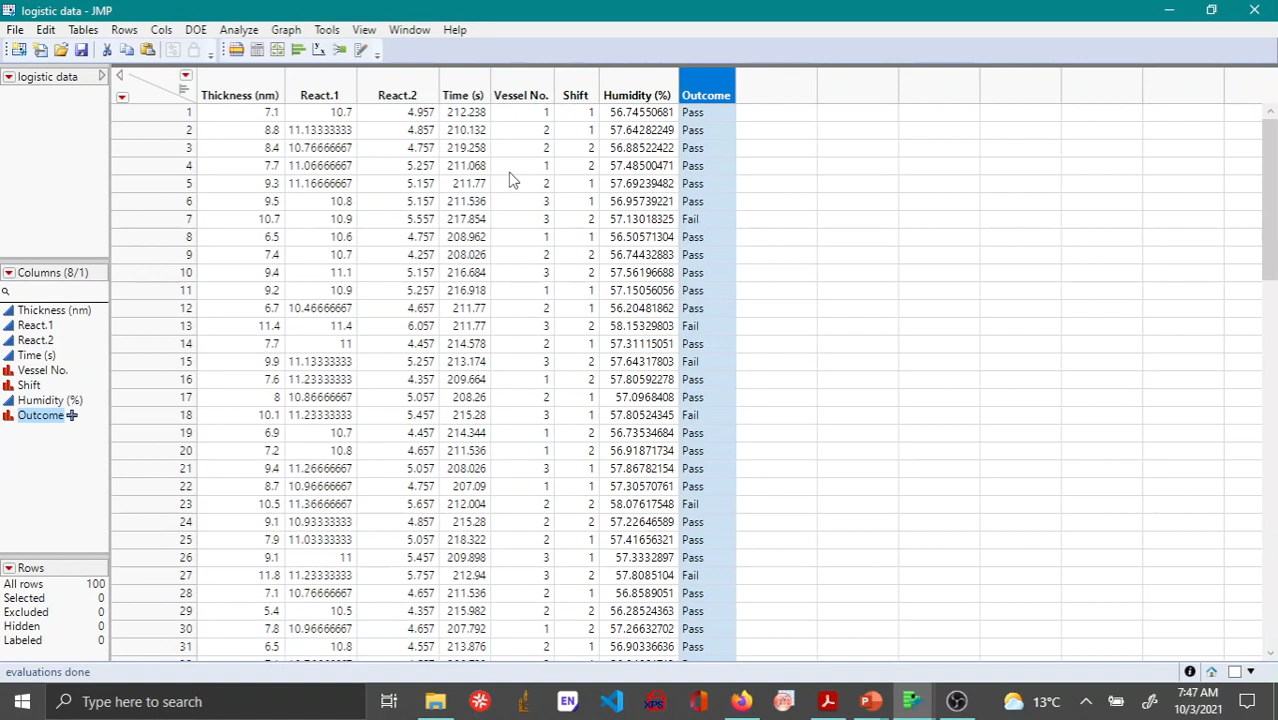 logistic data - JMP
File Edit Tables Rows Cols DOE Analyze Graph Tools View Window Help
logistic data
Thickness (nm) React.1 React.2 Time (s) Vessel No. Shift Humidity (%) Outcome
1 7.1 10.7 4.957 212.238 1 1 56.74550681 Pass
2 8.8 11.13333333 4.857 210.132 2 1 57.64282249 Pass
3 8.4 10.76666667 4.757 219.258 2 2 56.88522422 Pass
4 7.7 11.06666667 5.257 211.068 1 2 57.48500471 Pass
5 9.3 11.16666667 5.157 211.77 2 1 57.69239482 Pass
6 9.5 10.8 5.157 211.536 3 1 56.95739221 Pass
7 10.7 10.9 5.557 217.854 3 2 57.13018325 Fail
8 6.5 10.6 4.757 208.962 1 1 56.50571304 Pass
9 7.4 10.7 4.257 208.026 2 2 56.74432883 Pass
10 9.4 11.1 5.157 216.684 3 2 57.56196688 Pass
11 9.2 10.9 5.257 216.918 1 1 57.15056056 Pass
12 6.7 10.46666667 4.657 211.77 1 2 56.20481862 Pass
13 11.4 11.4 6.057 211.77 3 2 58.15329803 Fail
14 7.7 11 4.457 214.578 2 2 57.31115051 Pass
15 9.9 11.13333333 5.257 213.174 3 2 57.64317803 Fail
16 7.6 11.23333333 4.357 209.664 1 2 57.80592278 Pass
17 8 10.86666667 5.057 208.26 2 1 57.0968408 Pass
18 10.1 11.23333333 5.457 215.28 3 2 57.80524345 Fail
19 6.9 10.7 4.457 214.344 1 2 56.73534684 Pass
20 7.2 10.8 4.657 211.536 1 2 56.91871734 Pass
21 9.4 11.26666667 5.057 208.026 3 1 57.86782154 Pass
22 8.7 10.96666667 4.757 207.09 1 1 57.30570761 Pass
23 10.5 11.36666667 5.657 212.004 2 2 58.07617548 Fail
24 9.1 10.93333333 4.857 215.28 2 2 57.22646589 Pass
25 7.9 11.03333333 5.057 218.322 2 1 57.41656321 Pass
26 9.1 11 5.457 209.898 3 1 57.3332897 Pass
27 11.8 11.23333333 5.757 212.94 3 2 57.8085104 Fail
28 7.1 10.76666667 4.657 211.536 2 1 56.8589051 Pass
29 5.4 10.5 4.357 215.982 2 2 56.28524363 Pass
30 7.8 10.96666667 4.657 207.792 1 2 57.26632702 Pass
31 6.5 10.8 4.557 213.876 2 1 56.90336636 Pass
Columns (8/1)
Thickness (nm)
React.1
React.2
Time (s)
Vessel No.
Shift
Humidity (%)
Outcome
Rows
All rows 100
Selected 0
Excluded 0
Hidden 0
Labeled 0
evaluations done
Type here to search
EN
XPS
13°C
7:47 AM
10/3/2021